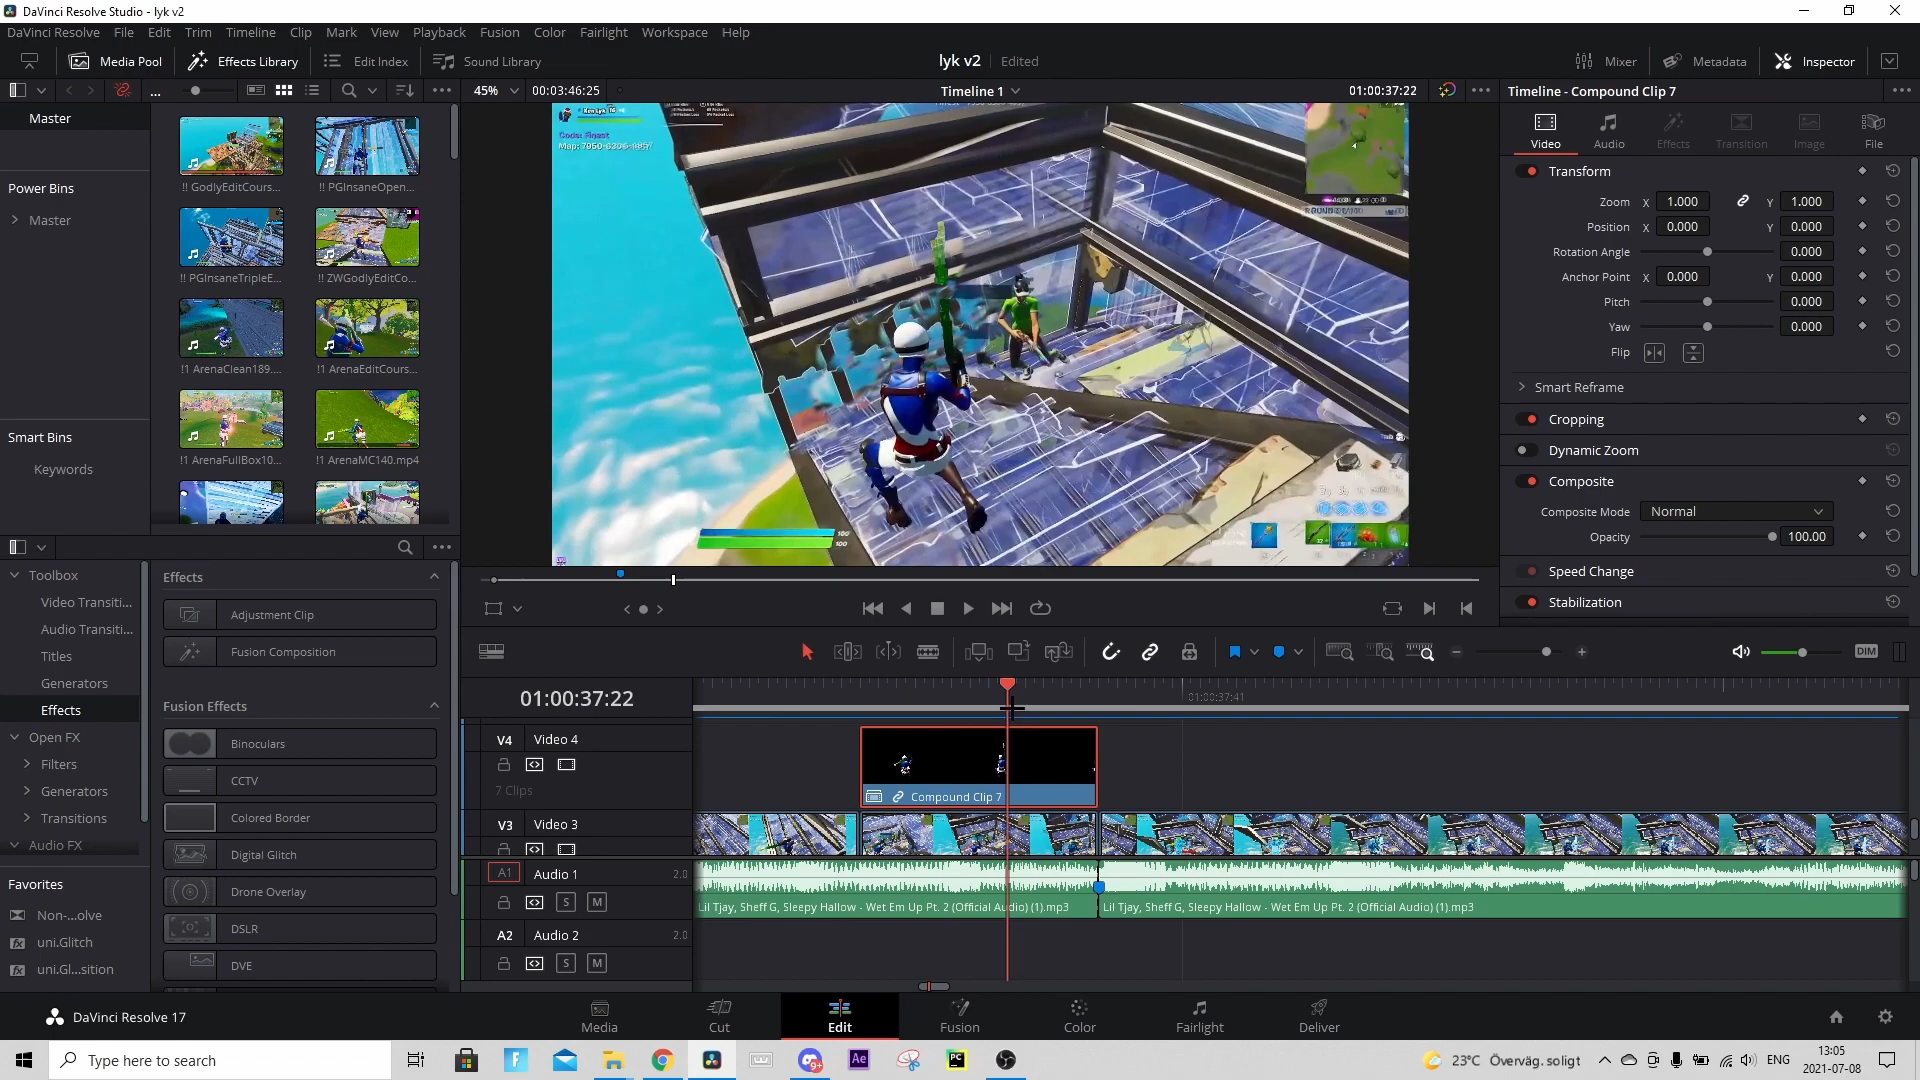 DaVinci Resolve Studio - lyk v2
DaVinci Resolve File Edit Trim Timeline Clip Mark View Playback Fusion Color Fairlight Workspace Help
Media Pool Effects Library Edit Index Sound Library
lyk v2 Edited
Mixer Metadata Inspector
45% 00:03:46:25 Timeline 1 01:00:37:22
Timeline - Compound Clip 7
Master
Power Bins
Master
Smart Bins
Keywords
!! GodlyEditCours... !! PGInsaneOpen...
!! PGInsaneTripleE... !! ZWGodlyEditCo...
!1 ArenaClean189.... !1 ArenaEditCours...
!1 ArenaFullBox10... !1 ArenaMC140.mp4
Code: Finest
100
100
Video Audio Effects Transition Image File
Transform
Zoom X 1.000 Y 1.000
Position X 0.000 Y 0.000
Rotation Angle 0.000
Anchor Point X 0.000 Y 0.000
Pitch 0.000
Yaw 0.000
Flip
Smart Reframe
Cropping
Dynamic Zoom
Composite
Composite Mode Normal
Opacity 100.00
Speed Change
Stabilization
Toolbox
Video Transiti...
Audio Transiti...
Titles
Generators
Effects
Open FX
Filters
Generators
Transitions
Audio FX
Favorites
Non-...olve
uni.Glitch
uni.Gl...sition
Effects
Adjustment Clip
Fusion Composition
Fusion Effects
Binoculars
CCTV
Colored Border
Digital Glitch
Drone Overlay
DSLR
DVE
DIM
01:00:37:22
01:00:37:41
V4 Video 4
7 Clips
Compound Clip 7
V3 Video 3
A1 Audio 1 2.0
S M
Lil Tjay, Sheff G, Sleepy Hallow - Wet Em Up Pt. 2 (Official Audio) (1).mp3 Lil Tjay, Sheff G, Sleepy Hallow - Wet Em Up Pt. 2 (Official Audio) (1).mp3
A2 Audio 2 2.0
S M
DaVinci Resolve 17
Media Cut Edit Fusion Color Fairlight Deliver
Type here to search
Ae
PC
9+
23°C Överväg. soligt
ENG
13:05
2021-07-08